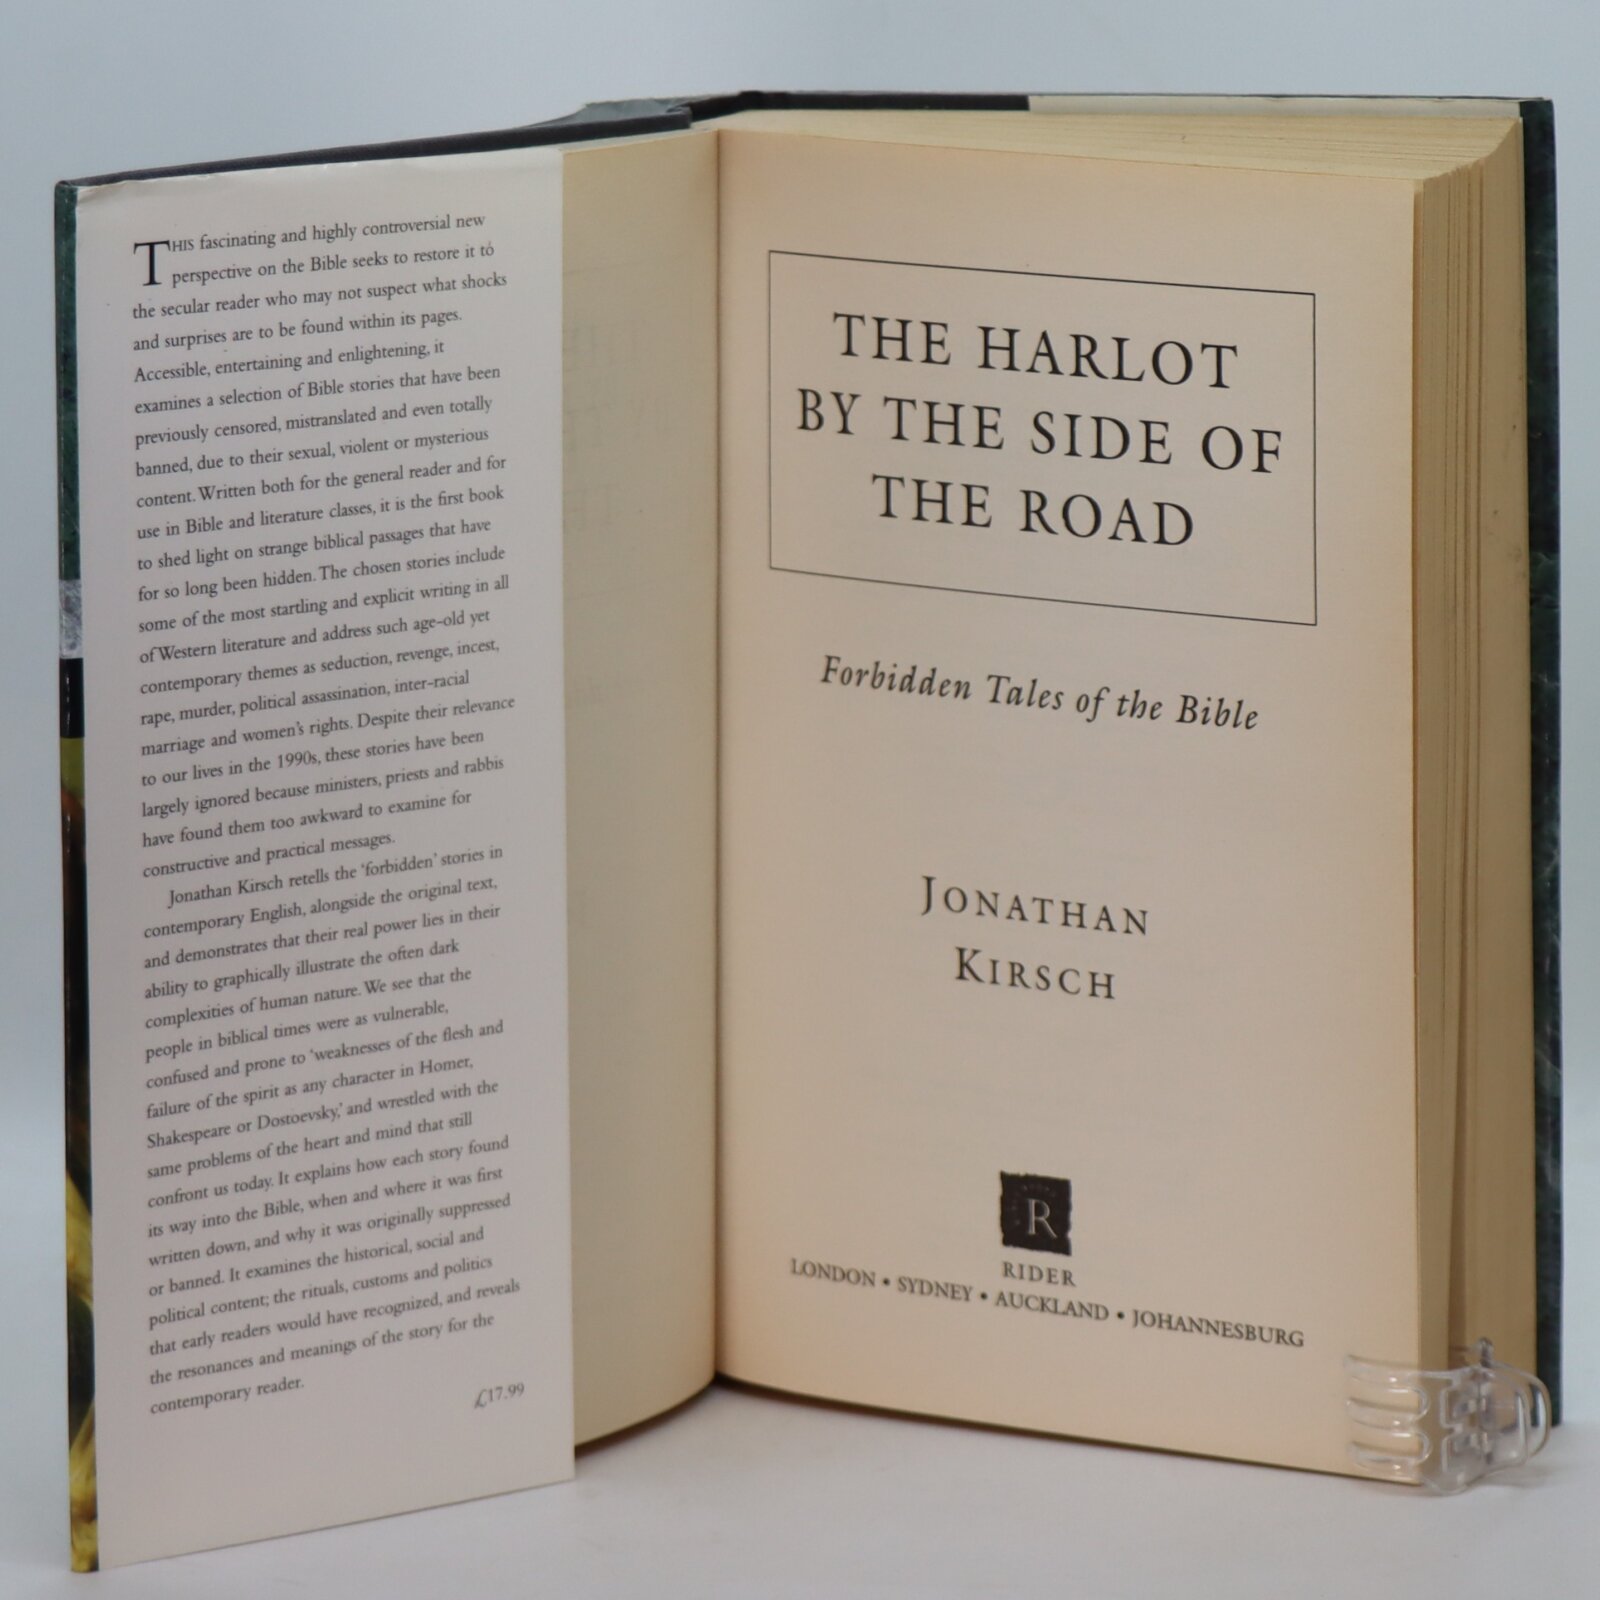 THIS fascinating and highly controversial new
perspective on the Bible seeks to restore it to
the secular reader who may not suspect what shocks
and surprises are to be found within its pages.
Accessible, entertaining and enlightening, it
examines a selection of Bible stories that have been
previously censored, mistranslated and even totally
banned, due to their sexual, violent or mysterious
content. Written both for the general reader and for
use in Bible and literature classes, it is the first book
to shed light on strange biblical passages that have
for so long been hidden. The chosen stories include
some of the most startling and explicit writing in all
of Western literature and address such age-old yet
contemporary themes as seduction, revenge, incest,
rape, murder, political assassination, inter-racial
marriage and women's rights. Despite their relevance
to our lives in the 1990s, these stories have been
largely ignored because ministers, priests and rabbis
have found them too awkward to examine for
constructive and practical messages.
Jonathan Kirsch retells the 'forbidden' stories in
contemporary English, alongside the original text,
and demonstrates that their real power lies in their
ability to graphically illustrate the often dark
complexities of human nature. We see that the
people in biblical times were as vulnerable,
confused and prone to 'weaknesses of the flesh and
failure of the spirit as any character in Homer,
Shakespeare or Dostoevsky,' and wrestled with the
same problems of the heart and mind that still
confront us today. It explains how each story found
its way into the Bible, when and where it was first
written down, and why it was originally suppressed
or banned. It examines the historical, social and
political content; the rituals, customs and politics
that early readers would have recognized, and reveals
the resonances and meanings of the story for the
contemporary reader.
£17.99
THE HARLOT
BY THE SIDE OF
THE ROAD
Forbidden Tales of the Bible
JONATHAN
KIRSCH
R
RIDER
LONDON • SYDNEY • AUCKLAND • JOHANNESBURG